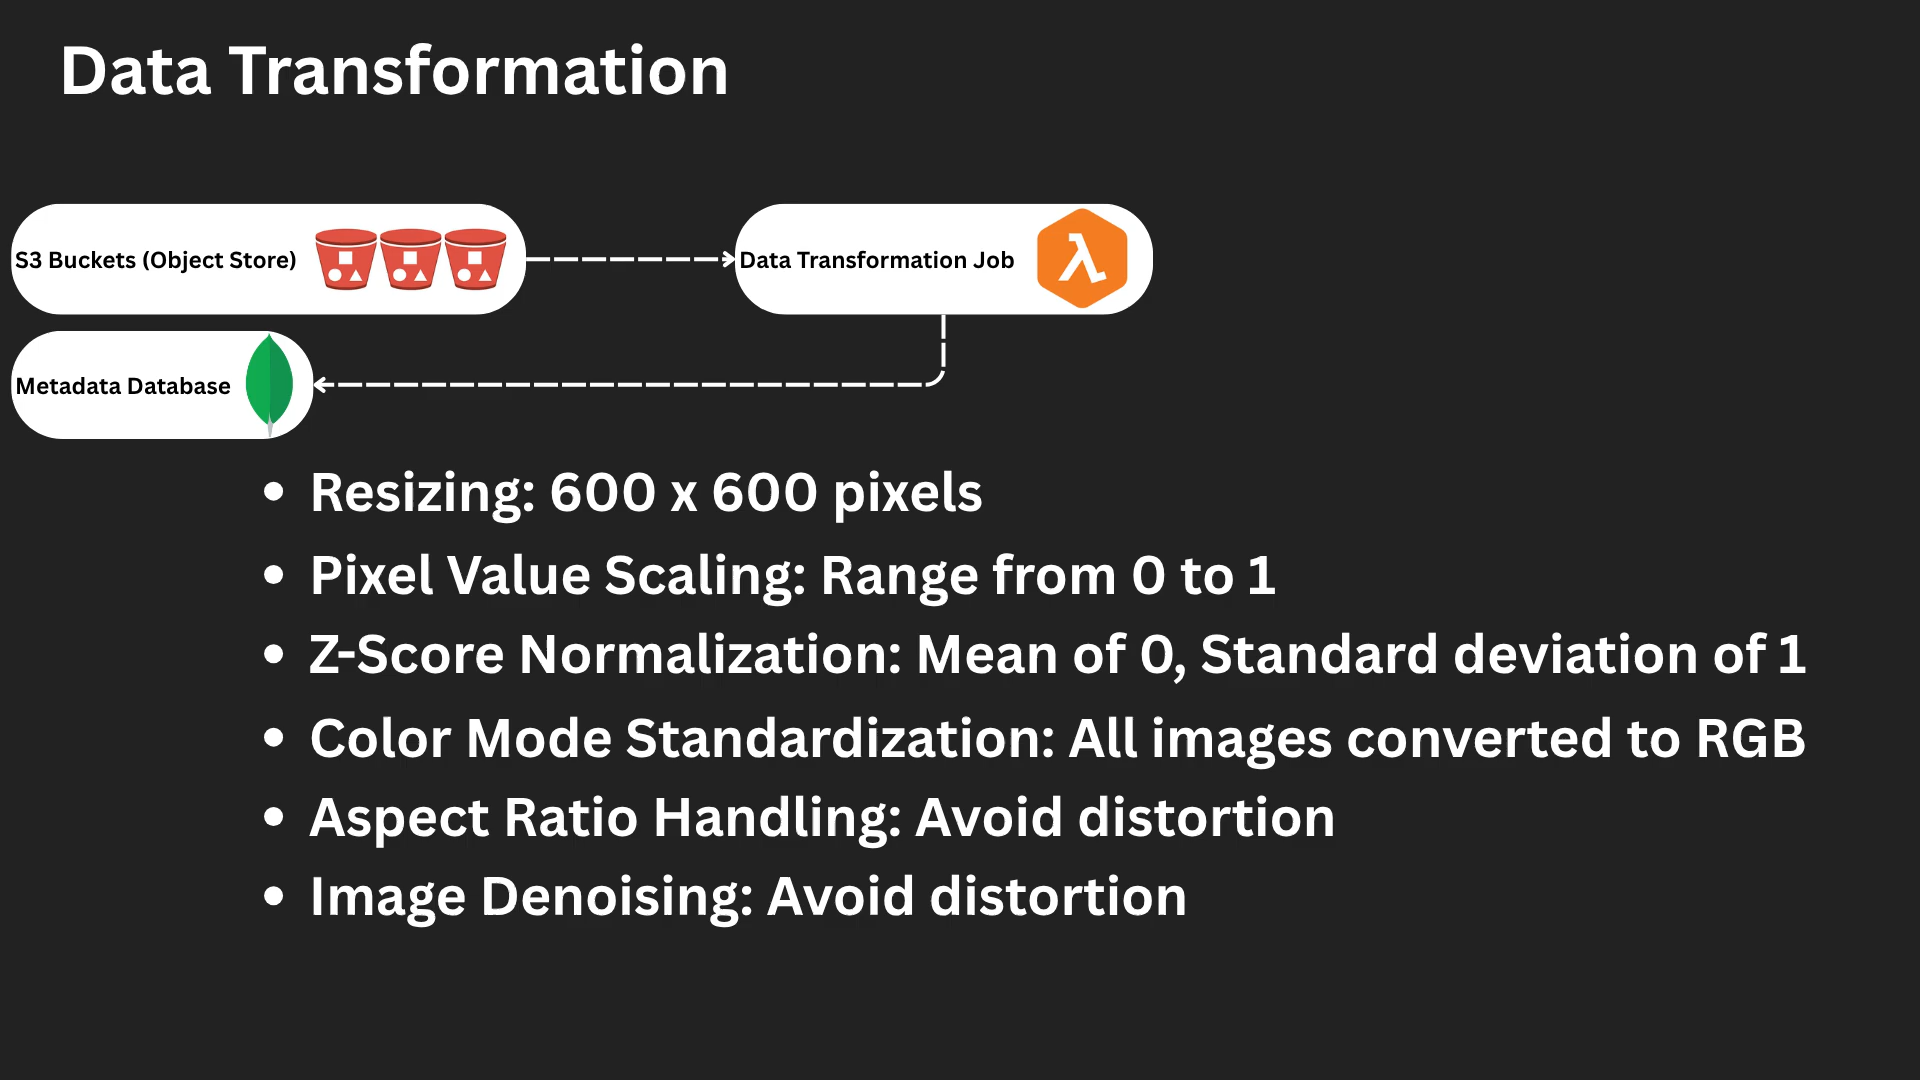 Data Transformation
S3 Buckets (Object Store)
Data Transformation Job
Metadata Database
• Resizing: 600 x 600 pixels
• Pixel Value Scaling: Range from 0 to 1
• Z-Score Normalization: Mean of 0, Standard deviation of 1
• Color Mode Standardization: All images converted to RGB
• Aspect Ratio Handling: Avoid distortion
• Image Denoising: Avoid distortion